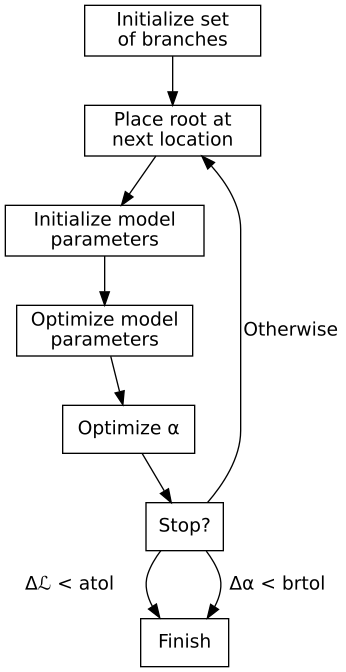 Initialize set
of branches
Place root at
next location
Initialize model
parameters
Optimize model
parameters
Otherwise
Optimize α
Stop?
Δℒ < atol
Δα < brtol
Finish